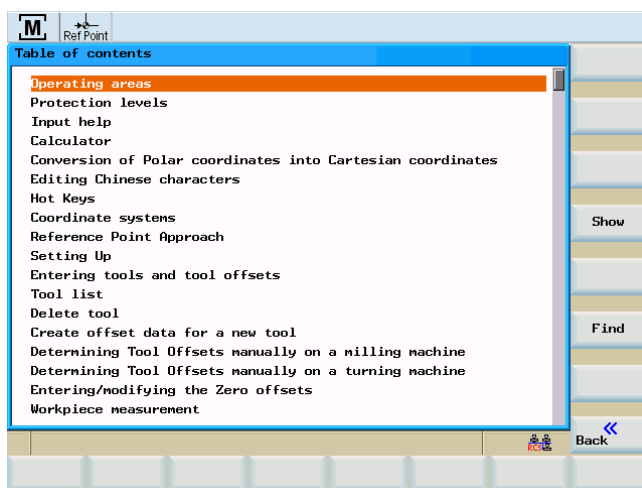 M
Ref Point
Table of contents
Operating areas
Protection levels
Input help
Calculator
Conversion of Polar coordinates into Cartesian coordinates
Editing Chinese characters
Hot Keys
Coordinate systems
Reference Point Approach
Setting Up
Entering tools and tool offsets
Tool list
Delete tool
Create offset data for a new tool
Determining Tool Offsets manually on a milling machine
Determining Tool Offsets manually on a turning machine
Entering/modifying the Zero offsets
Workpiece measurement
Show
Find
RCS
Back